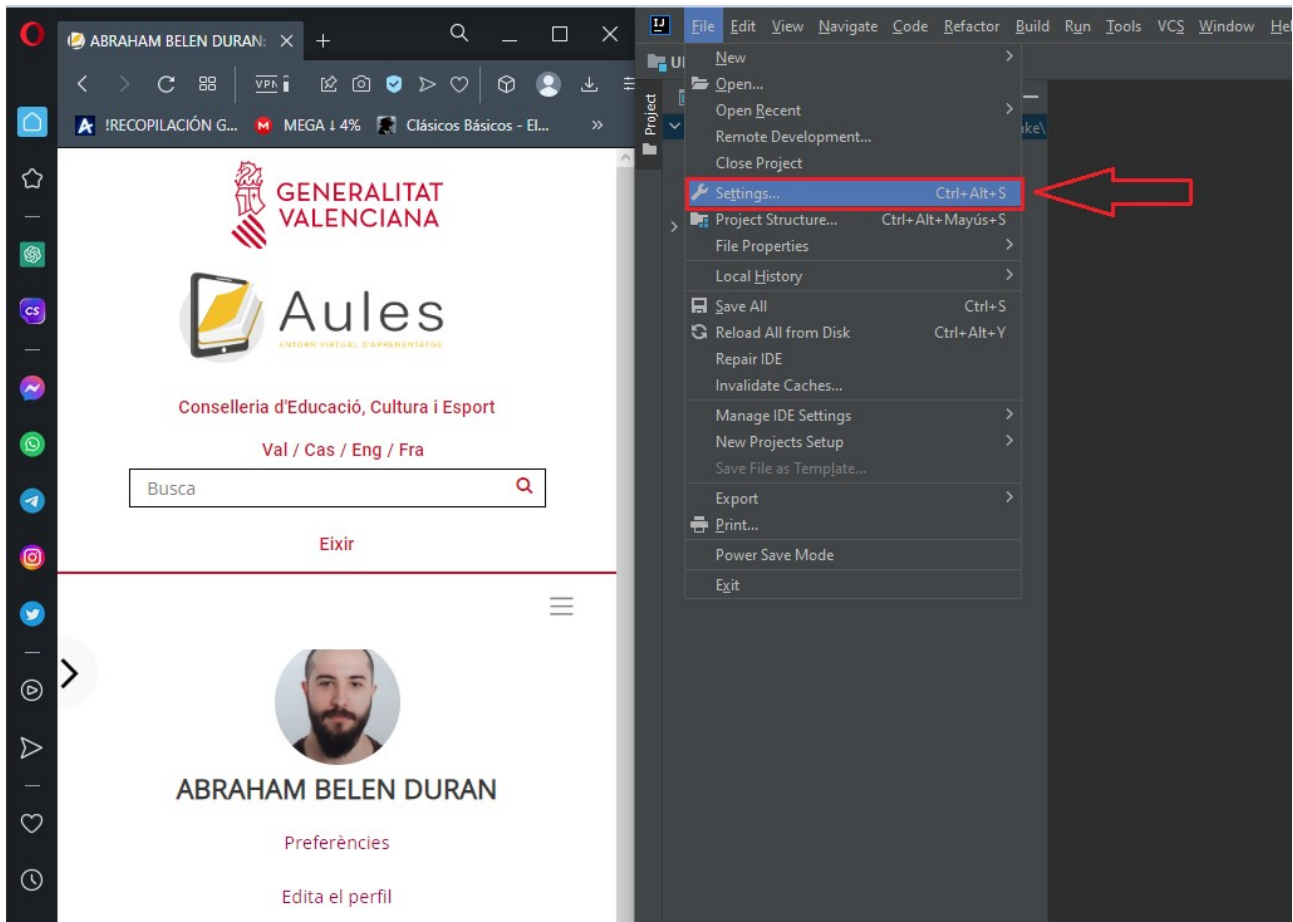 ABRAHAM BELEN DURAN:
VPN
!RECOPILACIÓN G... MEGA ↓ 4% Clásicos Básicos - El... »
GENERALITAT
VALENCIANA
Aules
ENTORN VIRTUAL D'APRENENTATGE
Conselleria d'Educació, Cultura i Esport
Val / Cas / Eng / Fra
Busca
Eixir
ABRAHAM BELEN DURAN
Preferències
Edita el perfil
CS
IJ File Edit View Navigate Code Refactor Build Run Tools VCS Window Hel
Project
New
Open...
Open Recent
Remote Development...
Close Project
Settings... Ctrl+Alt+S
Project Structure... Ctrl+Alt+Mayús+S
File Properties
Local History
Save All Ctrl+S
Reload All from Disk Ctrl+Alt+Y
Repair IDE
Invalidate Caches...
Manage IDE Settings
New Projects Setup
Save File as Template...
Export
Print...
Power Save Mode
Exit